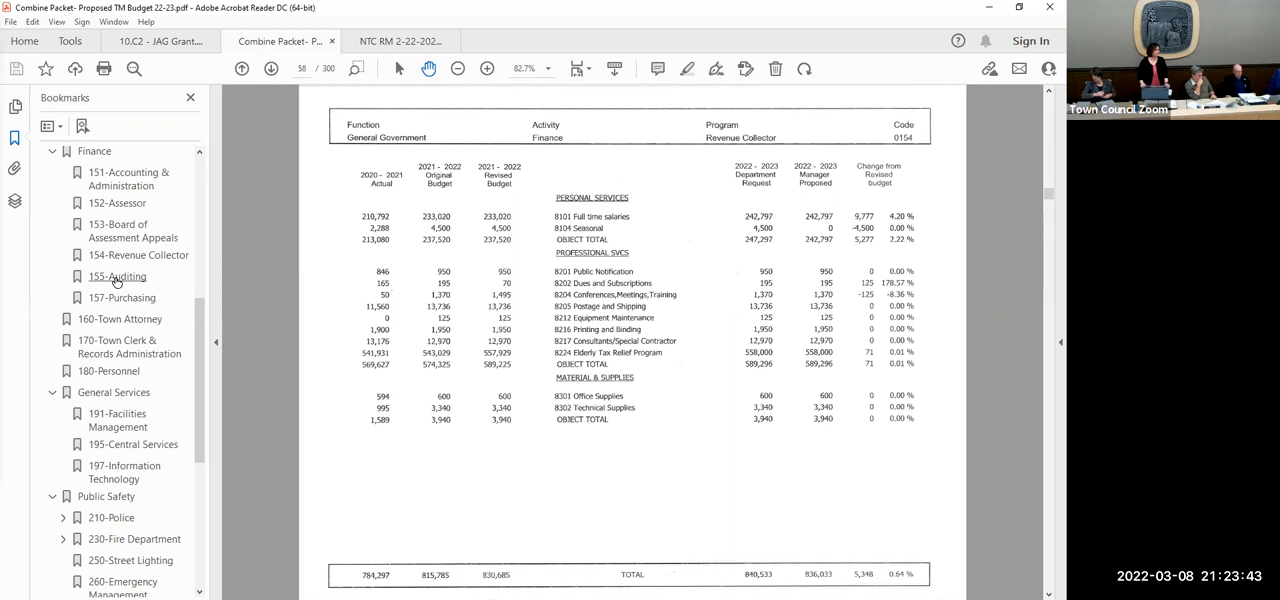 Combine Packet- Proposed TM Budget 22-23.pdf - Adobe Acrobat Reader DC (64-bit)
File Edit View Sign Window Help
Home Tools 10.C2 - JAG Grant.... Combine Packet- P... × NTC RM 2-22-202... Sign In
58 / 300 82.7%
Bookmarks
Finance
151-Accounting &
Administration
152-Assessor
153-Board of
Assessment Appeals
154-Revenue Collector
155-Auditing
157-Purchasing
160-Town Attorney
170-Town Clerk &
Records Administration
180-Personnel
General Services
191-Facilities
Management
195-Central Services
197-Information
Technology
Public Safety
210-Police
230-Fire Department
250-Street Lighting
260-Emergency
Management
Function Activity Program Code
General Government Finance Revenue Collector 0154
2020 - 2021
Actual
2021 - 2022
Original
Budget
2021 - 2022
Revised
Budget
2022 - 2023
Department
Request
2022 - 2023
Manager
Proposed
Change from
Revised
budget
PERSONAL SERVICES
210,792 233,020 233,020 8101 Full time salaries 242,797 242,797 9,777 4.20 %
2,288 4,500 4,500 8104 Seasonal 4,500 0 -4,500 0.00 %
213,080 237,520 237,520 OBJECT TOTAL 247,297 242,797 5,277 2.22 %
PROFESSIONAL SVCS
846 950 950 8201 Public Notification 950 950 0 0.00 %
165 195 70 8202 Dues and Subscriptions 195 195 125 178.57 %
50 1,370 1,495 8204 Conferences,Meetings,Training 1,370 1,370 -125 -8.36 %
11,560 13,736 13,736 8205 Postage and Shipping 13,736 13,736 0 0.00 %
0 125 125 8212 Equipment Maintenance 125 125 0 0.00 %
1,900 1,950 1,950 8216 Printing and Binding 1,950 1,950 0 0.00 %
13,176 12,970 12,970 8217 Consultants/Special Contractor 12,970 12,970 0 0.00 %
541,931 543,029 557,929 8224 Elderly Tax Relief Program 558,000 558,000 71 0.01 %
569,627 574,325 589,225 OBJECT TOTAL 589,296 589,296 71 0.01 %
MATERIAL & SUPPLIES
594 600 600 8301 Office Supplies 600 600 0 0.00 %
995 3,340 3,340 8302 Technical Supplies 3,340 3,340 0 0.00 %
1,589 3,940 3,940 OBJECT TOTAL 3,940 3,940 0 0.00 %
784,297 815,785 830,685 TOTAL 840,533 836,033 5,348 0.64 %
Town Council Zoom
2022-03-08 21:23:43